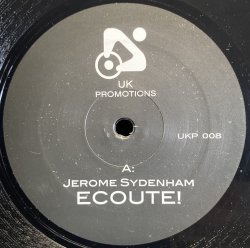 UK
PROMOTIONS
UKP 008
A:
JEROME SYDENHAM
ECOUTE!